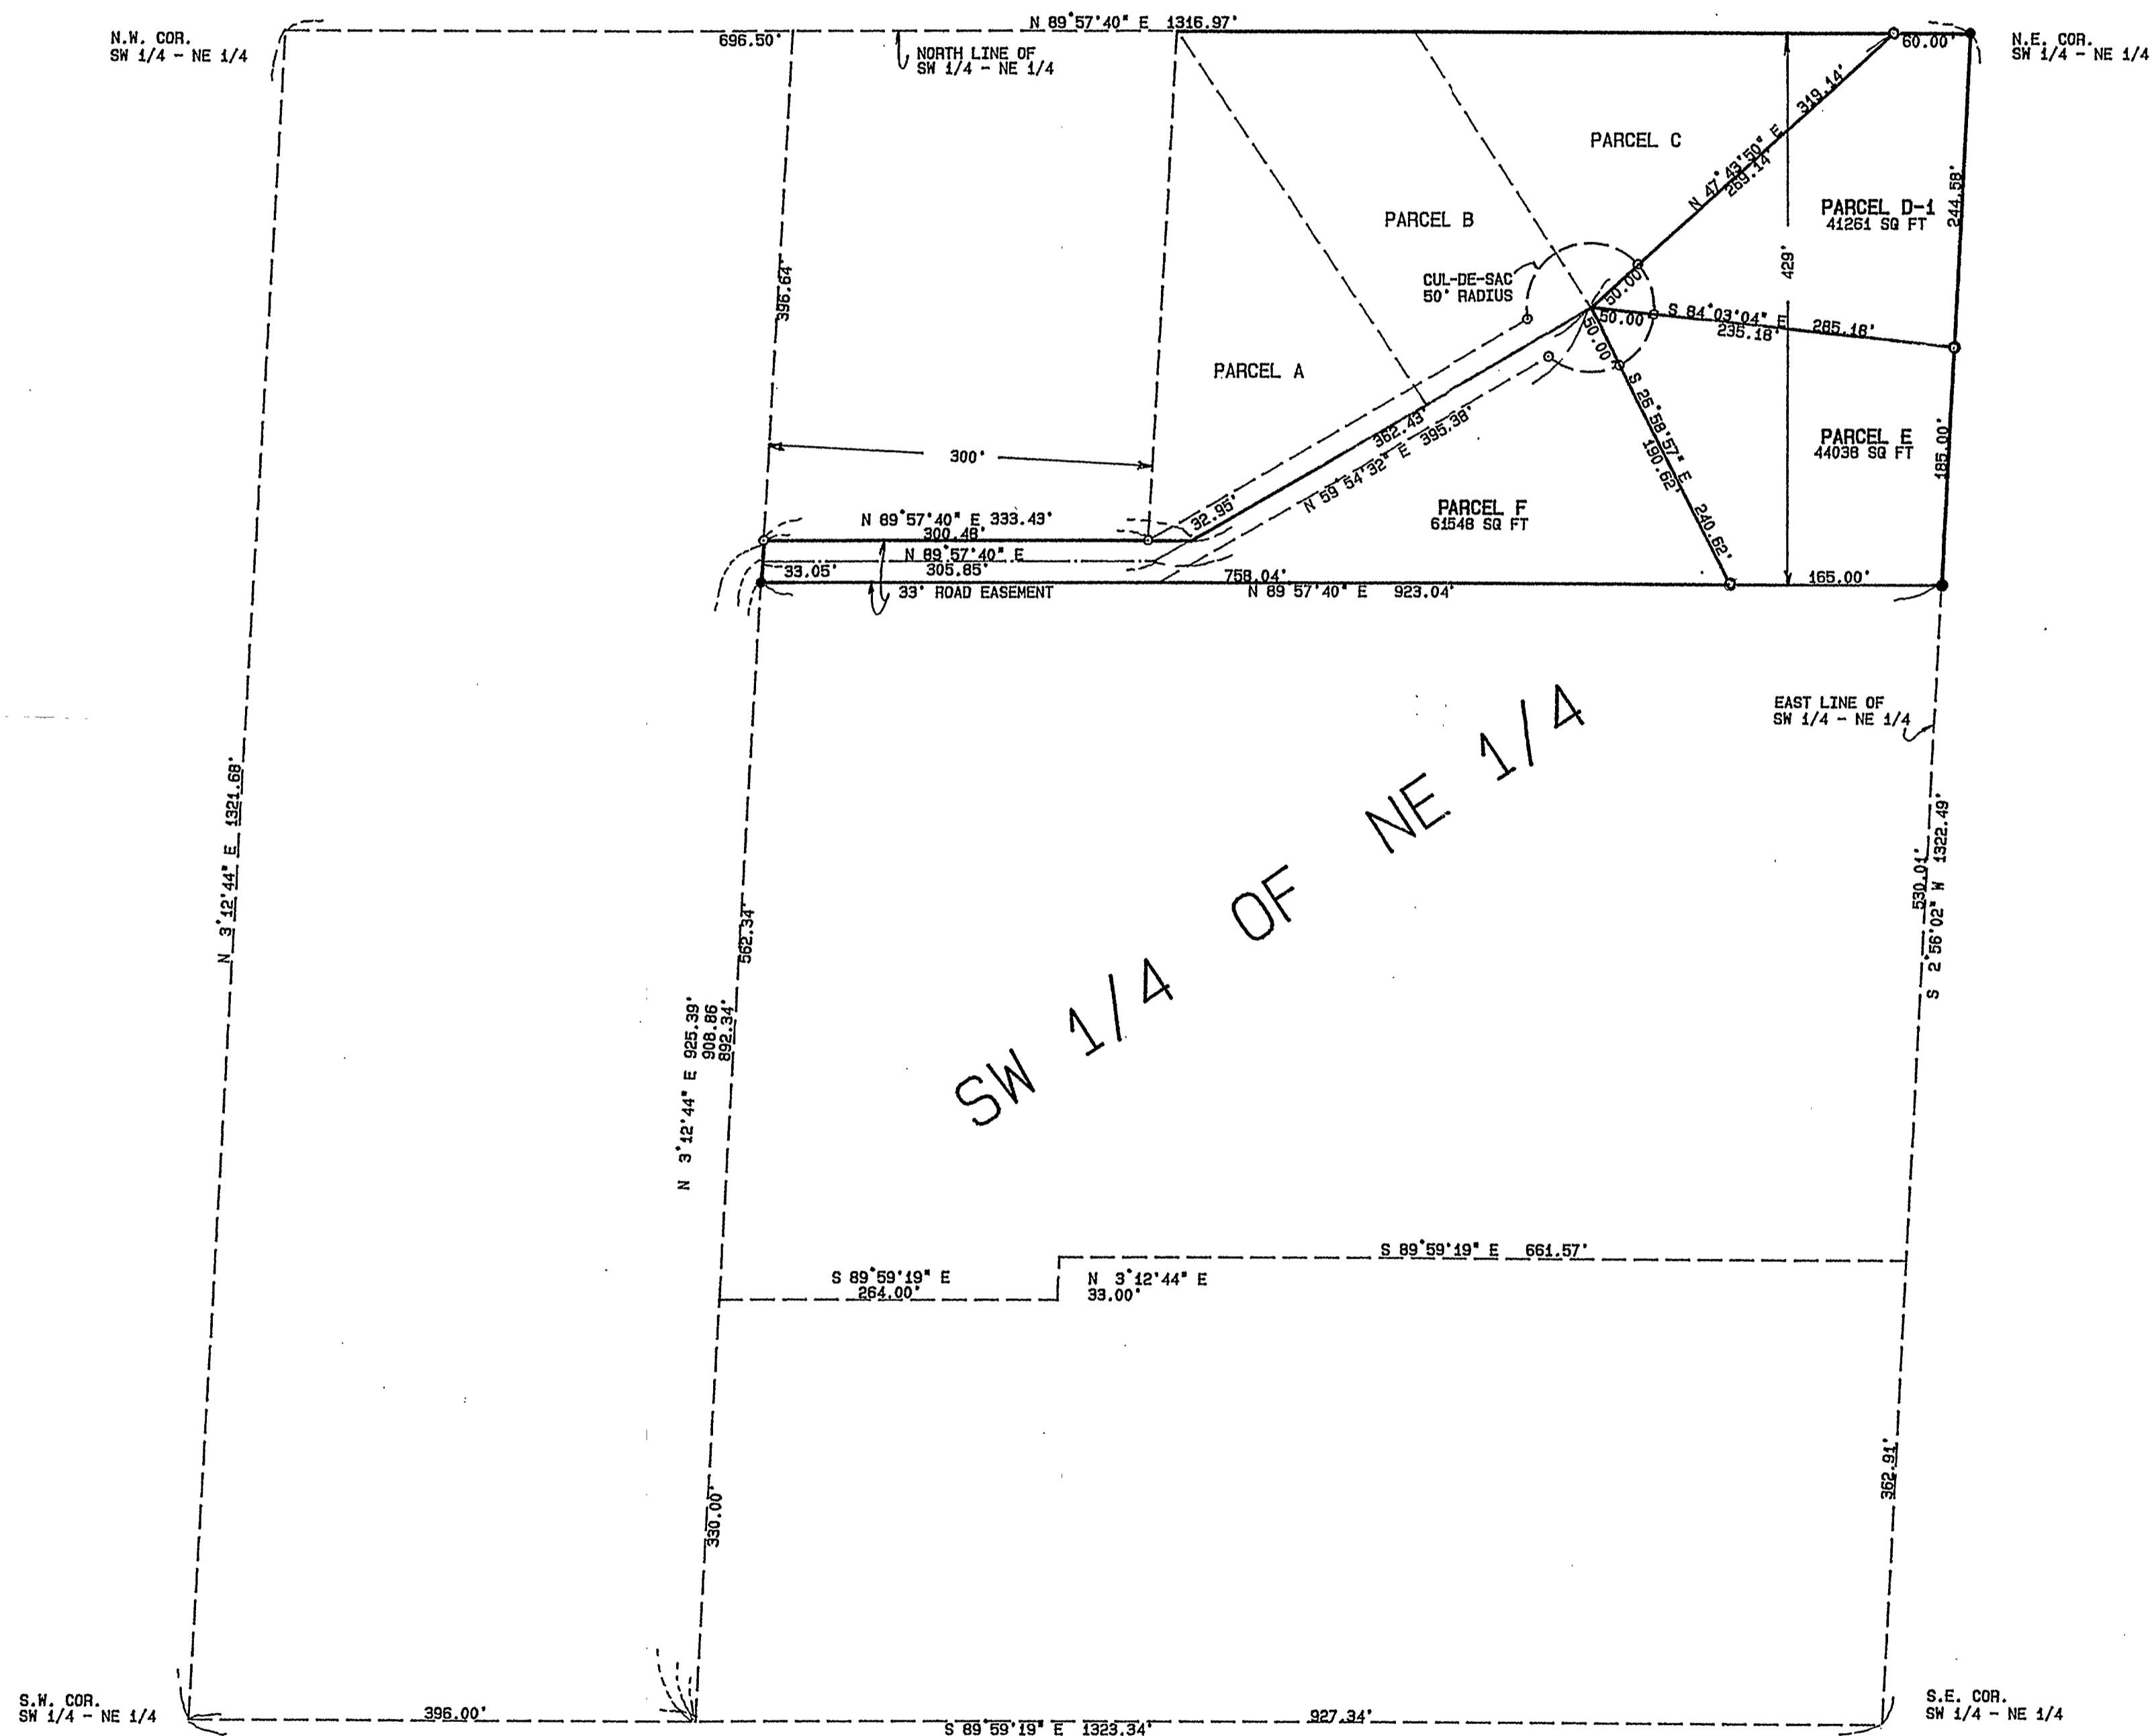 N 89°57'40" E 1316.97'
N.W. COR.
SW 1/4 - NE 1/4
696.50'
NORTH LINE OF
SW 1/4 - NE 1/4
60.00'
N.E. COR.
SW 1/4 - NE 1/4
319.14'
N 47°43'50" E
269.14'
PARCEL C
244.58'
PARCEL D-1
41261 SQ FT
PARCEL B
429'
396.64'
CUL-DE-SAC
50' RADIUS
50.00'
50.00'
50.00'
S 84°03'04" E
235.18'
285.18'
PARCEL A
S 26°58'57" E
190.62'
240.62'
362.43'
N 59°54'32" E 395.38'
32.95'
300'
PARCEL E
44038 SQ FT
185.00'
PARCEL F
61548 SQ FT
N 89°57'40" E 333.43'
300.48'
N 89°57'40" E
305.85'
33.05'
758.04'
165.00'
33' ROAD EASEMENT
N 89°57'40" E 923.04'
EAST LINE OF
SW 1/4 - NE 1/4
SW 1/4 OF NE 1/4
N 3°12'44" E 1321.68'
562.34'
N 3°12'44" E 925.39'
908.86
892.34'
530.01'
S 2°56'02" W 1322.49'
S 89°59'19" E 661.57'
S 89°59'19" E
264.00'
N 3°12'44" E
33.00'
330.00'
362.91'
S.W. COR.
SW 1/4 - NE 1/4
396.00'
S 89°59'19" E 1323.34'
927.34'
S.E. COR.
SW 1/4 - NE 1/4